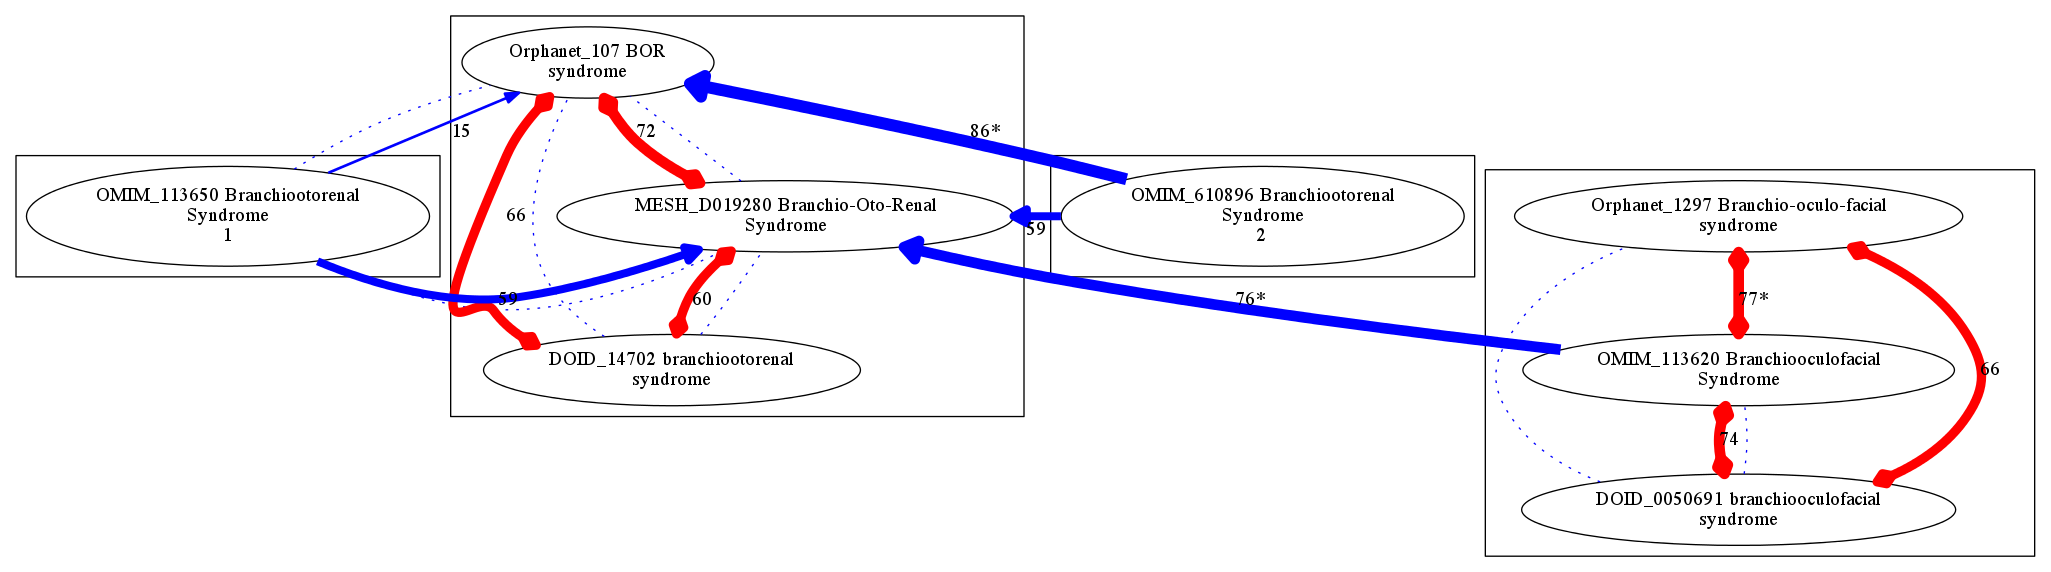 Orphanet_107 BOR
syndrome
15
72
86*
OMIM_113650 Branchiootorenal
Syndrome
1
66
MESH_D019280 Branchio-Oto-Renal
Syndrome
59
OMIM_610896 Branchiootorenal
Syndrome
2
Orphanet_1297 Branchio-oculo-facial
syndrome
59
60
76*
77*
DOID_14702 branchiootorenal
syndrome
OMIM_113620 Branchiooculofacial
Syndrome
66
74
DOID_0050691 branchiooculofacial
syndrome